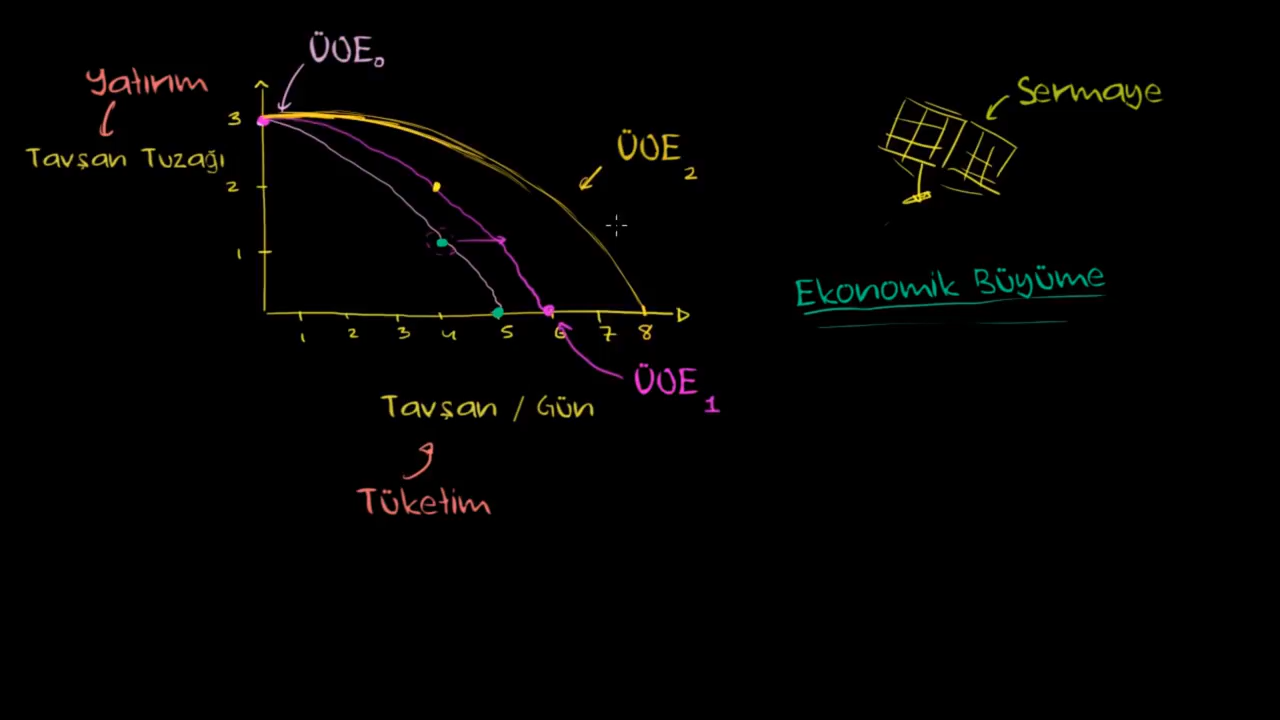 ÜOE₀
Yatırım
Sermaye
3
Tavşan Tuzağı
ÜOE₂
2
1
Ekonomik Büyüme
1 2 3 4 5 6 7 8
ÜOE₁
Tavşan / Gün
Tüketim